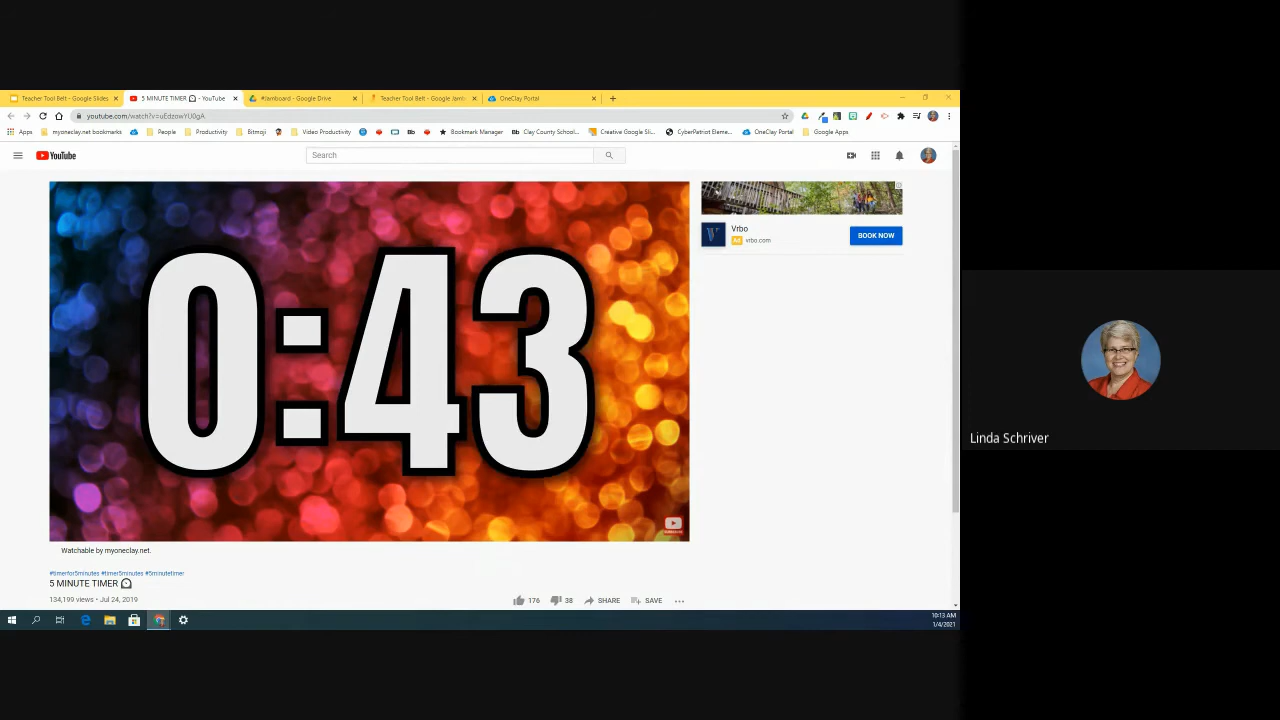 Teacher Tool Belt - Google Slides
5 MINUTE TIMER - YouTube
#Jamboard - Google Drive
Teacher Tool Belt - Google Jamb
OneClay Portal
youtube.com/watch?v=uEdzowYU0gA
Apps
myoneclay.net bookmarks
People
Productivity
Bitmoji
Video Productivity
Bb
Bookmark Manager
Bb Clay County School...
Creative Google Sli...
CyberPatriot Eleme...
OneClay Portal
Google Apps
YouTube
Search
0:43
Vrbo
Ad vrbo.com
BOOK NOW
Watchable by myoneclay.net.
#timerfor5minutes #timer5minutes #5minutetimer
5 MINUTE TIMER
134,199 views • Jul 24, 2019
176
38
SHARE
SAVE
10:13 AM
1/4/2021
Linda Schriver